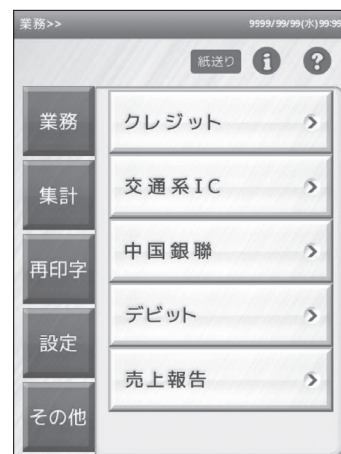 業務>> 9999/99/99(水)99:99
紙送り i ?
業務
集計
再印字
設定
その他
クレジット
交通系IC
中国銀聯
デビット
売上報告